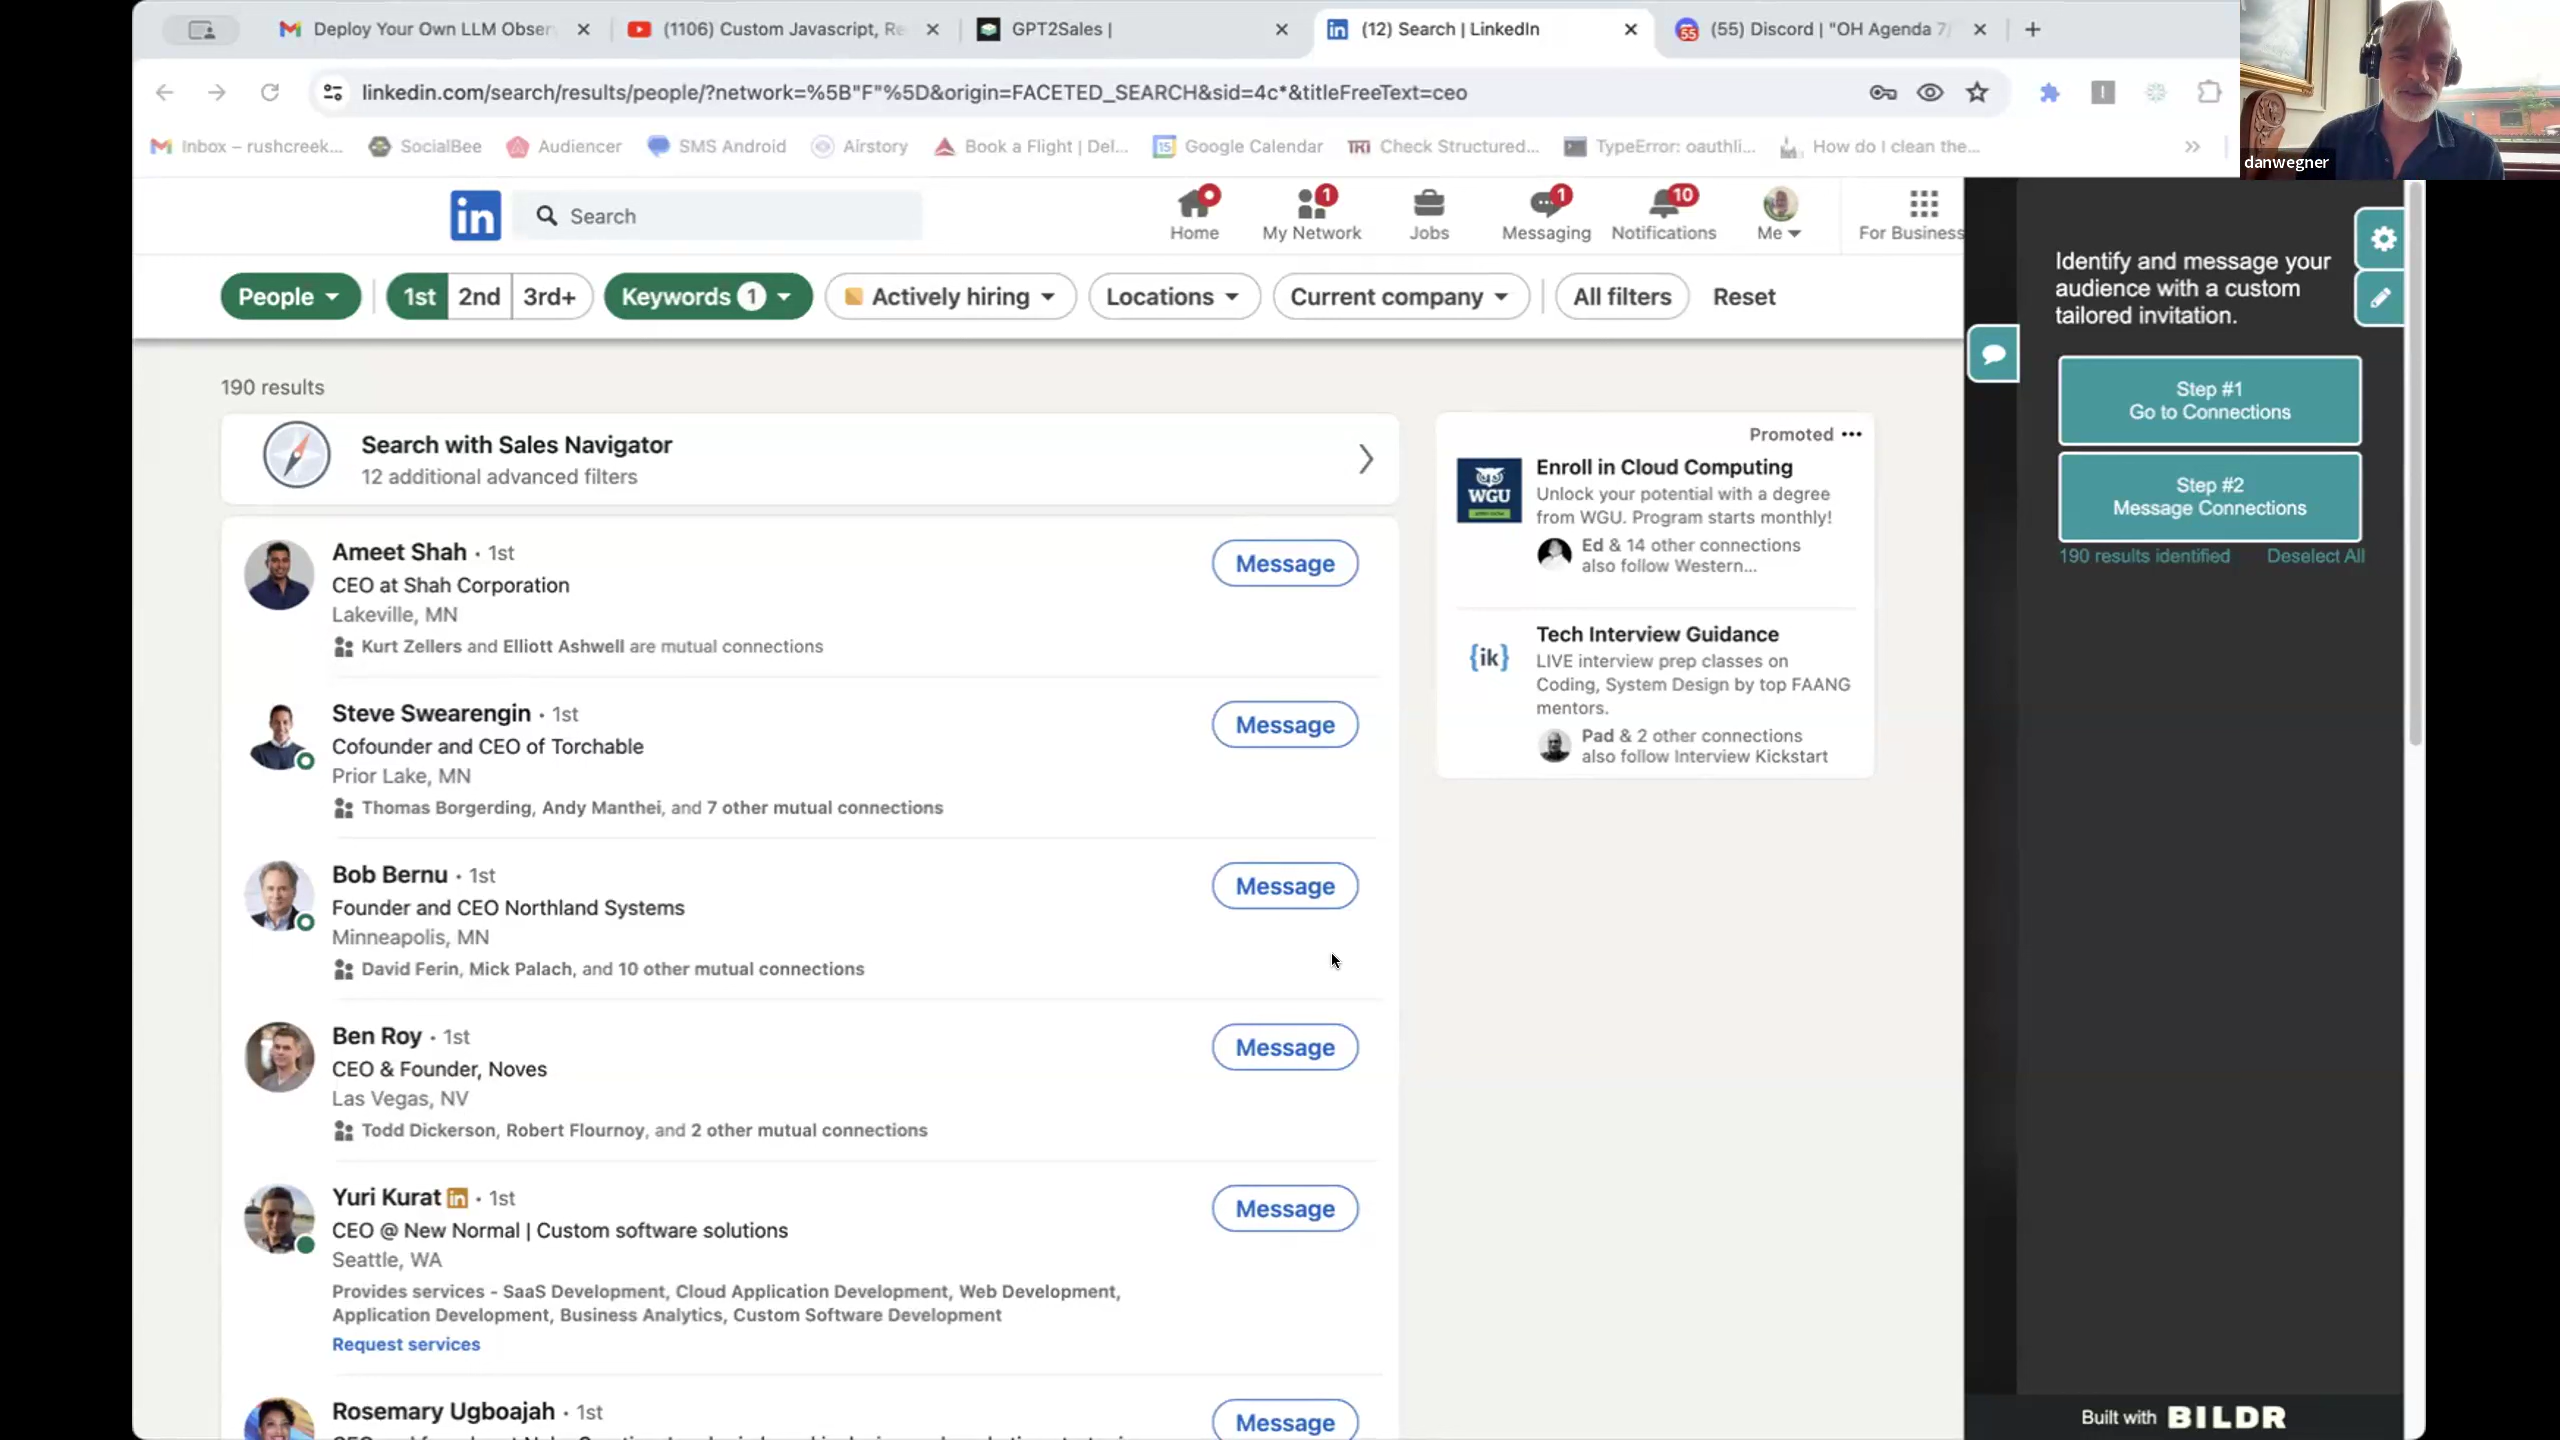 Deploy Your Own LLM Obser
(1106) Custom Javascript, Re
GPT2Sales |
(12) Search | LinkedIn
(55) Discord | "OH Agenda 7/
linkedin.com/search/results/people/?network=%5B"F"%5D&origin=FACETED_SEARCH&sid=4c*&titleFreeText=ceo
Inbox – rushcreek...
SocialBee
Audiencer
SMS Android
Airstory
Book a Flight | Del...
Google Calendar
Check Structured...
TypeError: oauthli...
How do I clean the...
danwegner
Search
Home
1
My Network
Jobs
1
Messaging
10
Notifications
Me
For Business
People
1st
2nd
3rd+
Keywords 1
Actively hiring
Locations
Current company
All filters
Reset
190 results
Search with Sales Navigator
12 additional advanced filters
Ameet Shah • 1st
CEO at Shah Corporation
Lakeville, MN
Kurt Zellers and Elliott Ashwell are mutual connections
Message
Steve Swearengin • 1st
Cofounder and CEO of Torchable
Prior Lake, MN
Thomas Borgerding, Andy Manthei, and 7 other mutual connections
Message
Bob Bernu • 1st
Founder and CEO Northland Systems
Minneapolis, MN
David Ferin, Mick Palach, and 10 other mutual connections
Message
Ben Roy • 1st
CEO & Founder, Noves
Las Vegas, NV
Todd Dickerson, Robert Flournoy, and 2 other mutual connections
Message
Yuri Kurat in • 1st
CEO @ New Normal | Custom software solutions
Seattle, WA
Provides services - SaaS Development, Cloud Application Development, Web Development,
Application Development, Business Analytics, Custom Software Development
Request services
Message
Rosemary Ugboajah • 1st
Message
Promoted •••
WGU
Enroll in Cloud Computing
Unlock your potential with a degree
from WGU. Program starts monthly!
Ed & 14 other connections
also follow Western...
{ik}
Tech Interview Guidance
LIVE interview prep classes on
Coding, System Design by top FAANG
mentors.
Pad & 2 other connections
also follow Interview Kickstart
Identify and message your
audience with a custom
tailored invitation.
Step #1
Go to Connections
Step #2
Message Connections
190 results identified
Deselect All
Built with BILDR